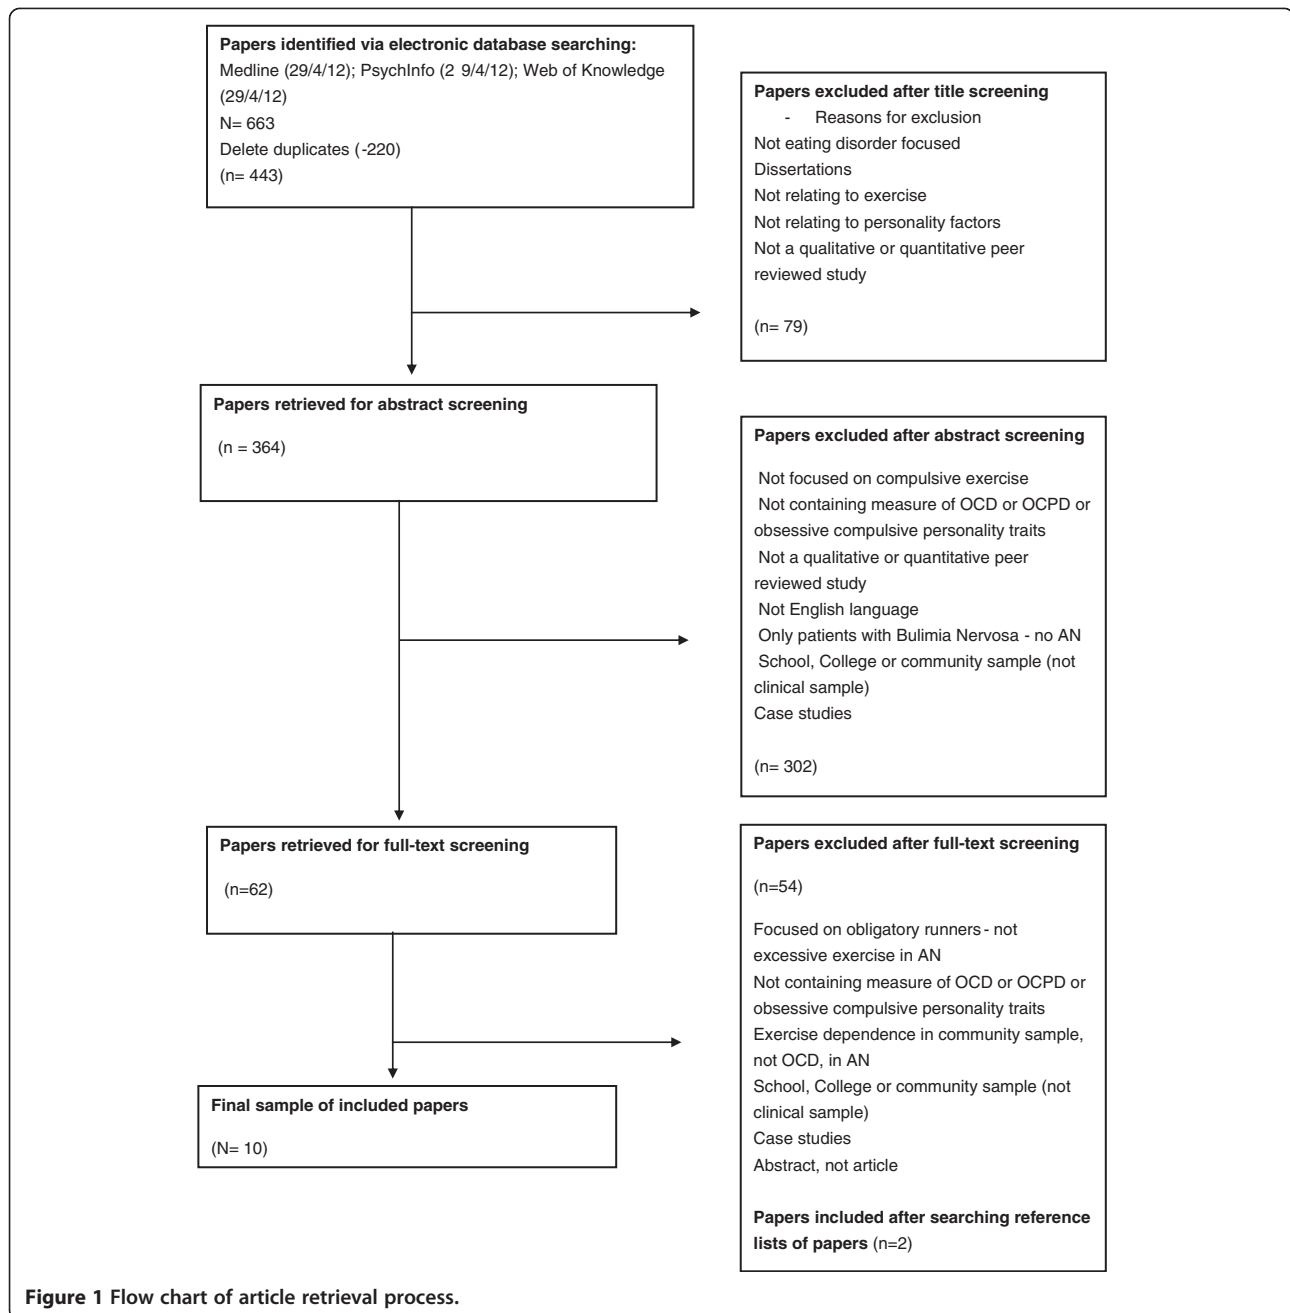 Papers identified via electronic database searching:
Medline (29/4/12); PsychInfo (2 9/4/12); Web of Knowledge
(29/4/12)
N= 663
Delete duplicates (-220)
(n= 443)
Papers excluded after title screening
- Reasons for exclusion
Not eating disorder focused
Dissertations
Not relating to exercise
Not relating to personality factors
Not a qualitative or quantitative peer
reviewed study
(n= 79)
Papers retrieved for abstract screening
(n = 364)
Papers excluded after abstract screening
Not focused on compulsive exercise
Not containing measure of OCD or OCPD or
obsessive compulsive personality traits
Not a qualitative or quantitative peer
reviewed study
Not English language
Only patients with Bulimia Nervosa - no AN
School, College or community sample (not
clinical sample)
Case studies
(n= 302)
Papers retrieved for full-text screening
(n=62)
Papers excluded after full-text screening
(n=54)
Focused on obligatory runners - not
excessive exercise in AN
Not containing measure of OCD or OCPD or
obsessive compulsive personality traits
Exercise dependence in community sample,
not OCD, in AN
School, College or community sample (not
clinical sample)
Case studies
Abstract, not article
Papers included after searching reference
lists of papers (n=2)
Final sample of included papers
(N= 10)
Figure 1 Flow chart of article retrieval process.